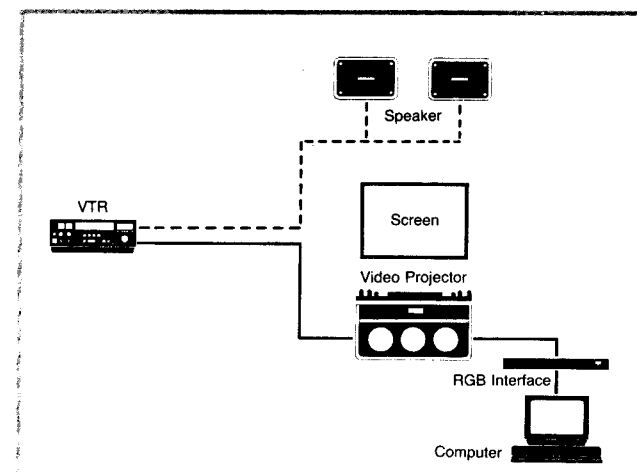 Speaker
VTR
Screen
Video Projector
RGB Interface
Computer